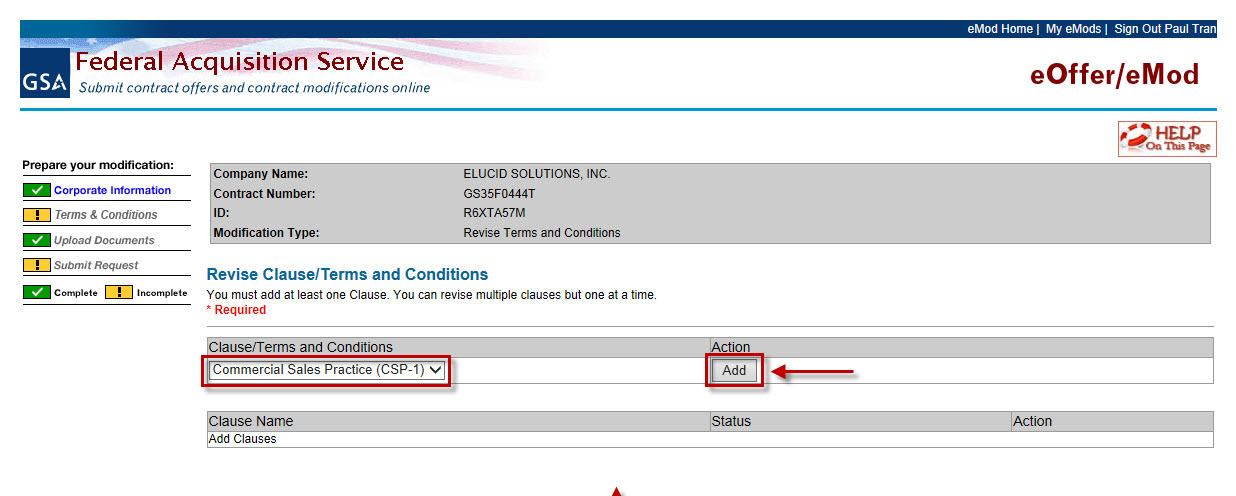 eMod Home | My eMods | Sign Out Paul Tran
GSA
Federal Acquisition Service
Submit contract offers and contract modifications online
eOffer/eMod
HELP
On This Page
Prepare your modification:
Corporate Information
Terms & Conditions
Upload Documents
Submit Request
Complete ! Incomplete
Company Name: ELUCID SOLUTIONS, INC.
Contract Number: GS35F0444T
ID: R6XTA57M
Modification Type: Revise Terms and Conditions
Revise Clause/Terms and Conditions
You must add at least one Clause. You can revise multiple clauses but one at a time.
* Required
Clause/Terms and Conditions Action
Commercial Sales Practice (CSP-1) Add
Clause Name Status Action
Add Clauses